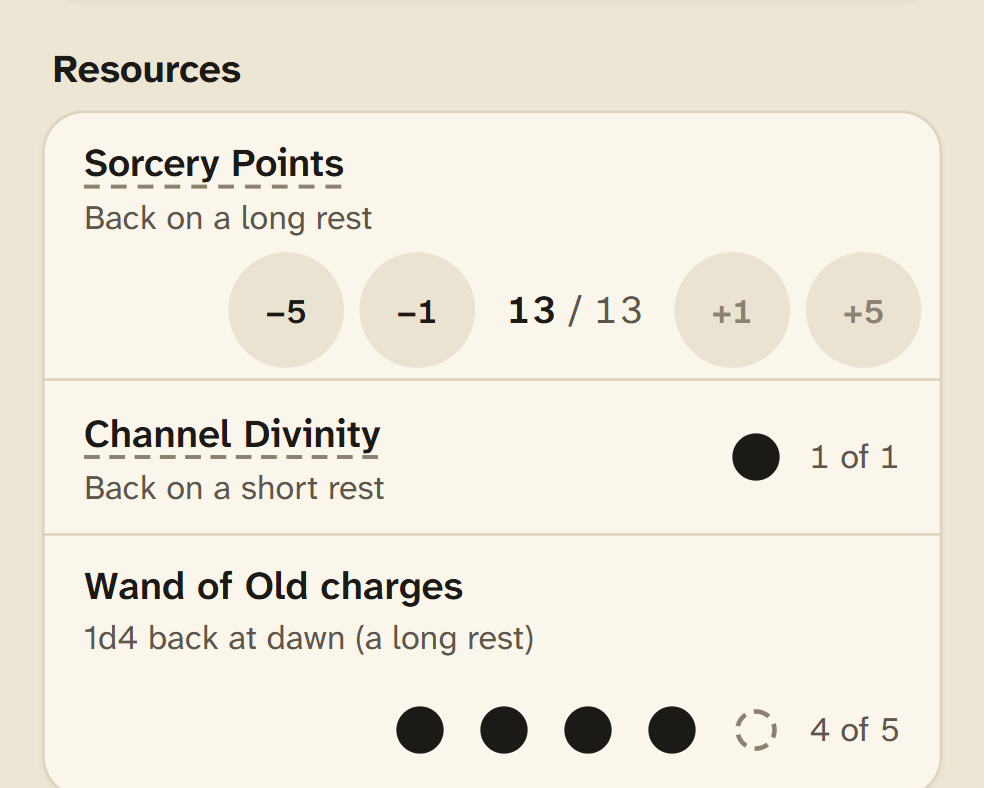 Resources
Sorcery Points
Back on a long rest
–5 –1 13 / 13 +1 +5
Channel Divinity
Back on a short rest
1 of 1
Wand of Old charges
1d4 back at dawn (a long rest)
4 of 5